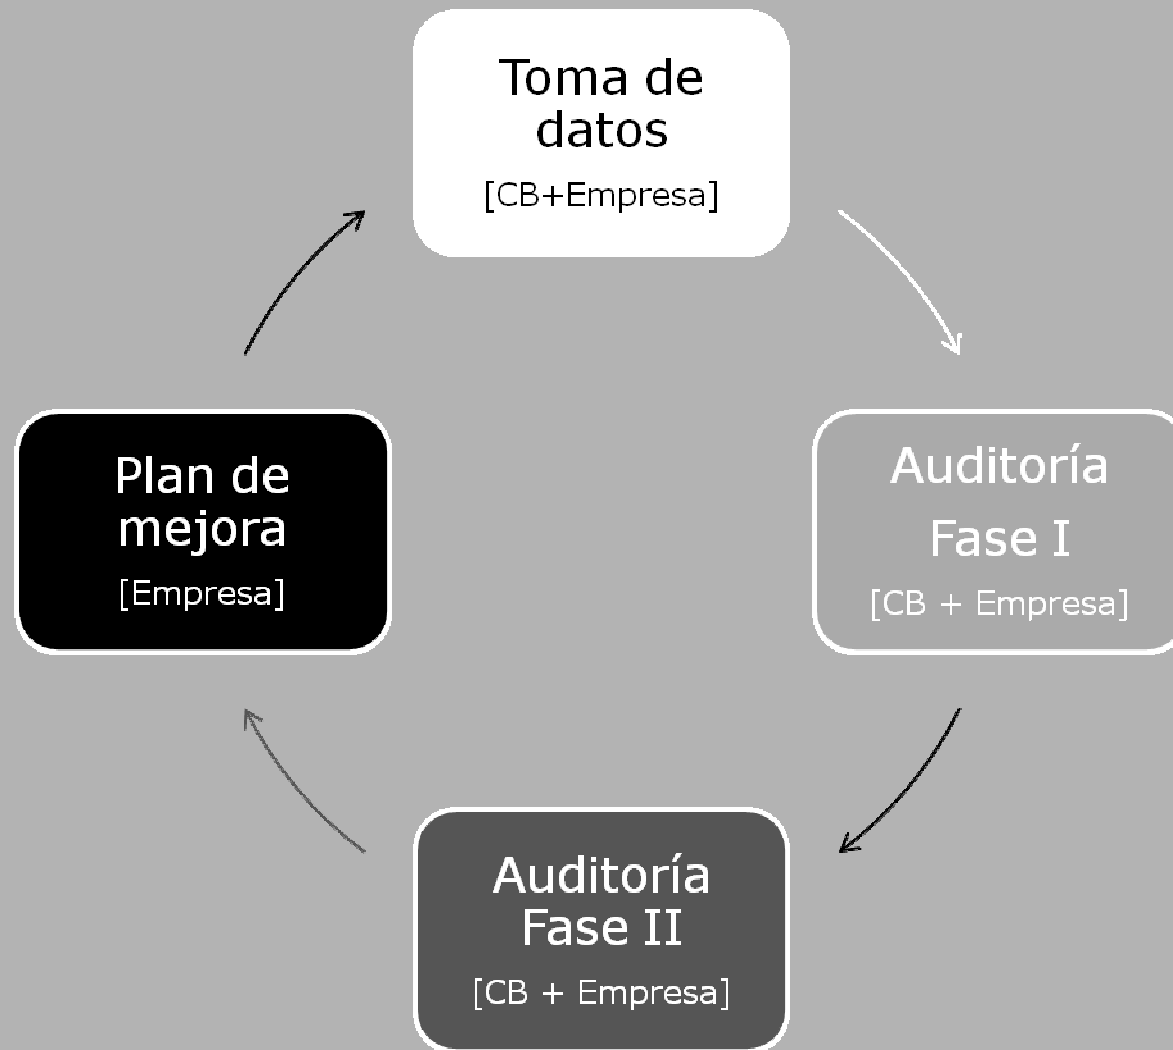 Toma de
datos
[CB+Empresa]
Auditoría
Fase I
[CB + Empresa]
Auditoría
Fase II
[CB + Empresa]
Plan de
mejora
[Empresa]